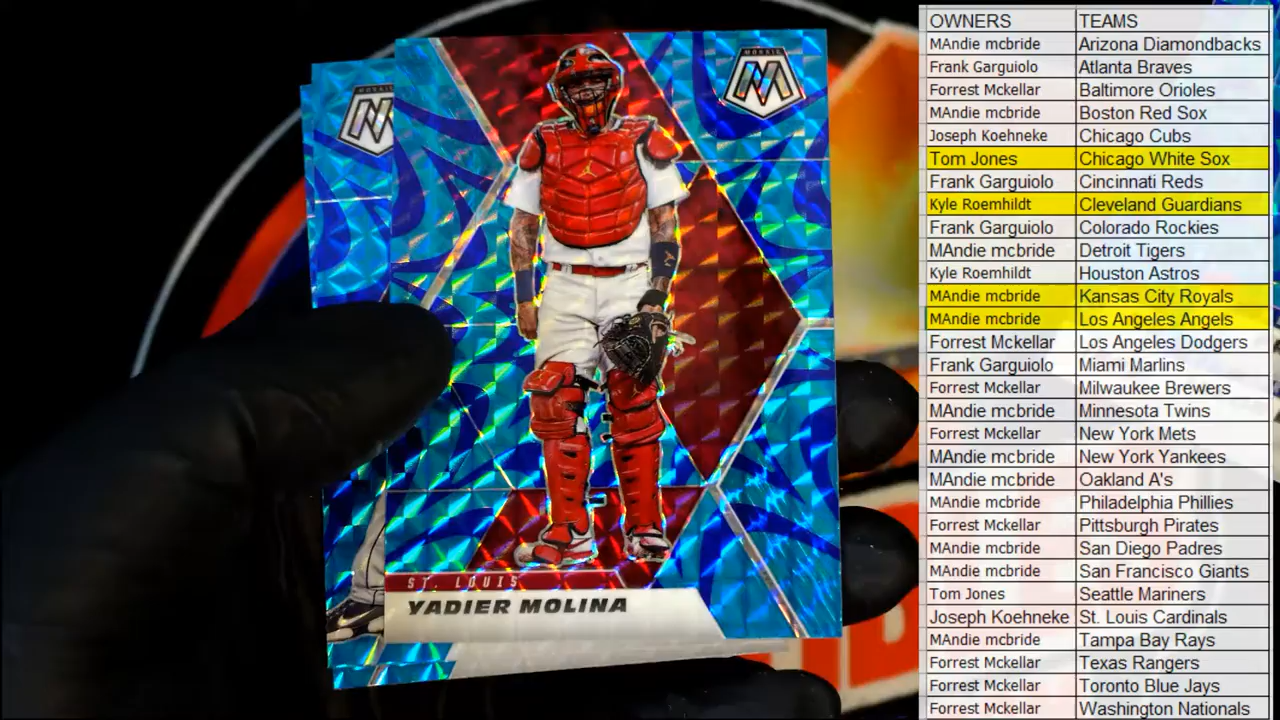 MOSAIC
M
MOSAIC
M
ST. LOUIS
YADIER MOLINA
OWNERS TEAMS
MAndie mcbride Arizona Diamondbacks
Frank Garguiolo Atlanta Braves
Forrest Mckellar Baltimore Orioles
MAndie mcbride Boston Red Sox
Joseph Koehneke Chicago Cubs
Tom Jones Chicago White Sox
Frank Garguiolo Cincinnati Reds
Kyle Roemhildt Cleveland Guardians
Frank Garguiolo Colorado Rockies
MAndie mcbride Detroit Tigers
Kyle Roemhildt Houston Astros
MAndie mcbride Kansas City Royals
MAndie mcbride Los Angeles Angels
Forrest Mckellar Los Angeles Dodgers
Frank Garguiolo Miami Marlins
Forrest Mckellar Milwaukee Brewers
MAndie mcbride Minnesota Twins
Forrest Mckellar New York Mets
MAndie mcbride New York Yankees
MAndie mcbride Oakland A's
MAndie mcbride Philadelphia Phillies
Forrest Mckellar Pittsburgh Pirates
MAndie mcbride San Diego Padres
MAndie mcbride San Francisco Giants
Tom Jones Seattle Mariners
Joseph Koehneke St. Louis Cardinals
MAndie mcbride Tampa Bay Rays
Forrest Mckellar Texas Rangers
Forrest Mckellar Toronto Blue Jays
Forrest Mckellar Washington Nationals